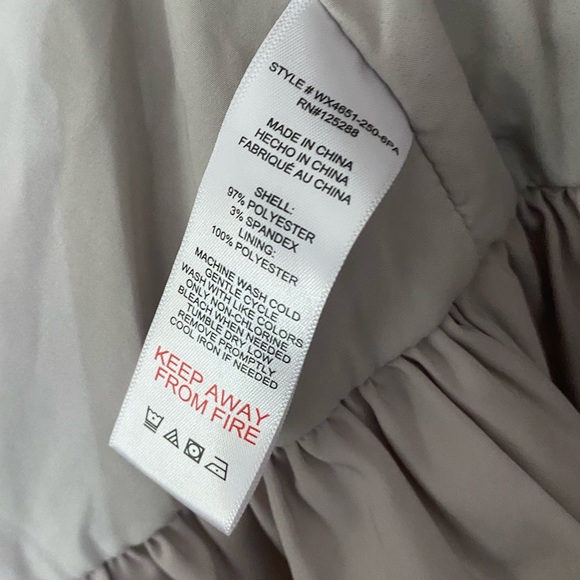 STYLE # WX4651-250-6PA
RN#125288
MADE IN CHINA
HECHO IN CHINA
FABRIQUÉ AU CHINA
SHELL:
97% POLYESTER
3% SPANDEX
LINING:
100% POLYESTER
MACHINE WASH COLD
GENTLE CYCLE
WASH WITH LIKE COLORS
ONLY NON-CHLORINE
BLEACH WHEN NEEDED
TUMBLE DRY LOW
REMOVE PROMPTLY
COOL IRON IF NEEDED
KEEP AWAY
FROM FIRE